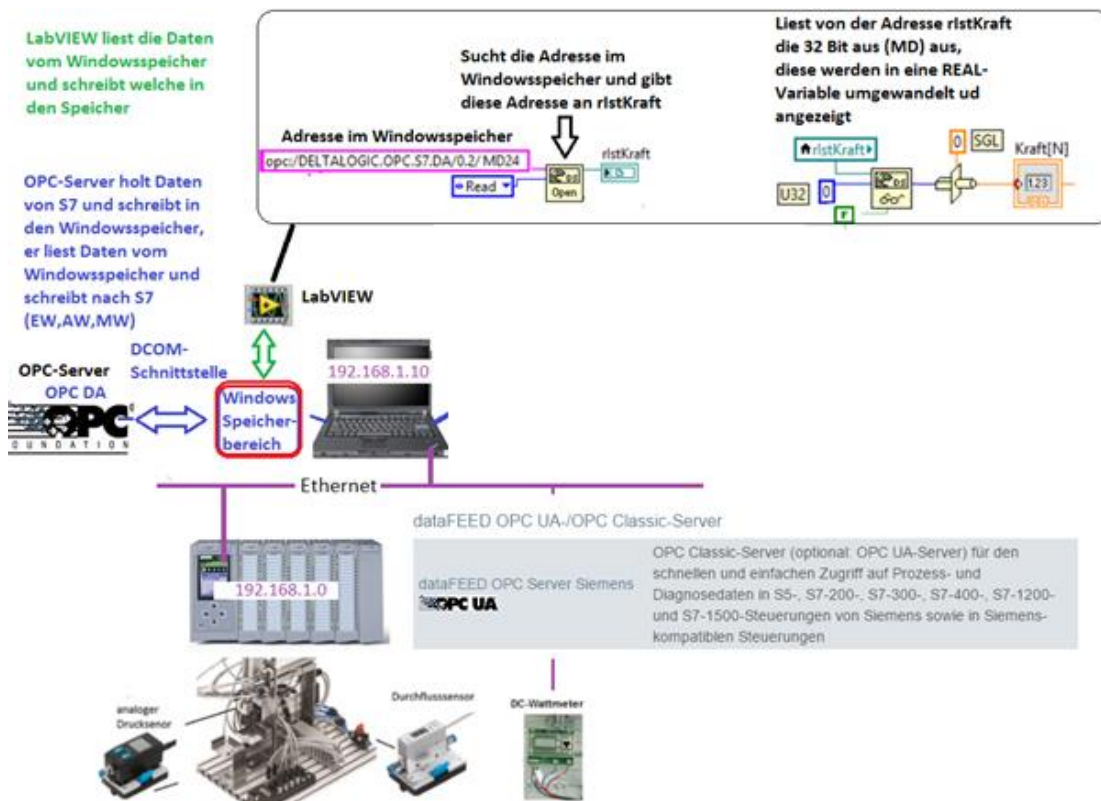 LabVIEW liest die Daten
vom Windowsspeicher
und schreibt welche in
den Speicher
Sucht die Adresse im
Windowsspeicher und gibt
diese Adresse an rIstKraft
Liest von der Adresse rIstKraft
die 32 Bit aus (MD) aus,
diese werden in eine REAL-
Variable umgewandelt ud
angezeigt
Adresse im Windowsspeicher
opc:/DELTALOGIC.OPC.S7.DA/0.2/ MD24
Read
Open
rIstKraft
rIstKraft
U32
0
r
0
SGL
Kraft[N]
1.23
OPC-Server holt Daten
von S7 und schreibt in
den Windowsspeicher,
er liest Daten vom
Windowsspeicher und
schreibt nach S7
(EW,AW,MW)
LabVIEW
DCOM-
Schnittstelle
OPC-Server
OPC DA
OPC
FOUNDATION
Windows
Speicher-
bereich
192.168.1.10
Ethernet
192.168.1.0
dataFEED OPC UA-/OPC Classic-Server
dataFEED OPC Server Siemens
OPC UA
OPC Classic-Server (optional: OPC UA-Server) für den
schnellen und einfachen Zugriff auf Prozess- und
Diagnosedaten in S5-, S7-200-, S7-300-, S7-400-, S7-1200-
und S7-1500-Steuerungen von Siemens sowie in Siemens-
kompatiblen Steuerungen
analoger
Drucksenor
Durchflusssensor
DC-Wattmeter